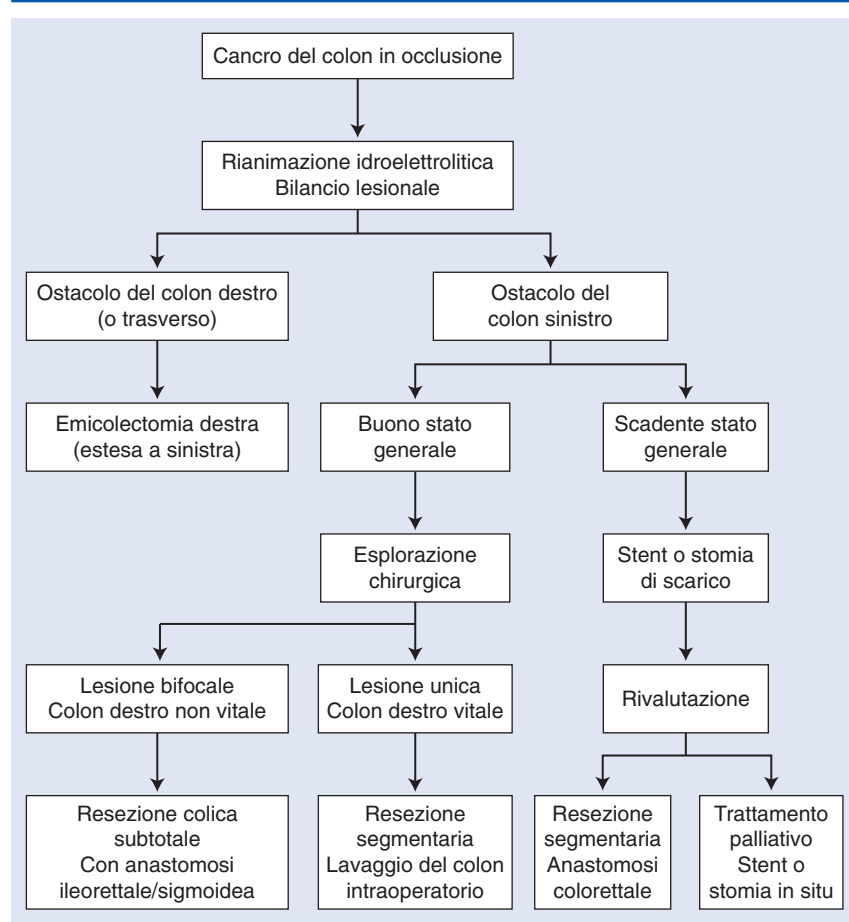 Cancro del colon in occlusione
Rianimazione idroelettrolitica
Bilancio lesionale
Ostacolo del colon destro
(o trasverso)
Ostacolo del
colon sinistro
Emicolectomia destra
(estesa a sinistra)
Buono stato
generale
Scadente stato
generale
Esplorazione
chirurgica
Stent o stomia
di scarico
Lesione bifocale
Colon destro non vitale
Lesione unica
Colon destro vitale
Rivalutazione
Resezione colica
subtotale
Con anastomosi
ileorettale/sigmoidea
Resezione
segmentaria
Lavaggio del colon
intraoperatorio
Resezione
segmentaria
Anastomosi
colorettale
Trattamento
palliativo
Stent o
stomia in situ